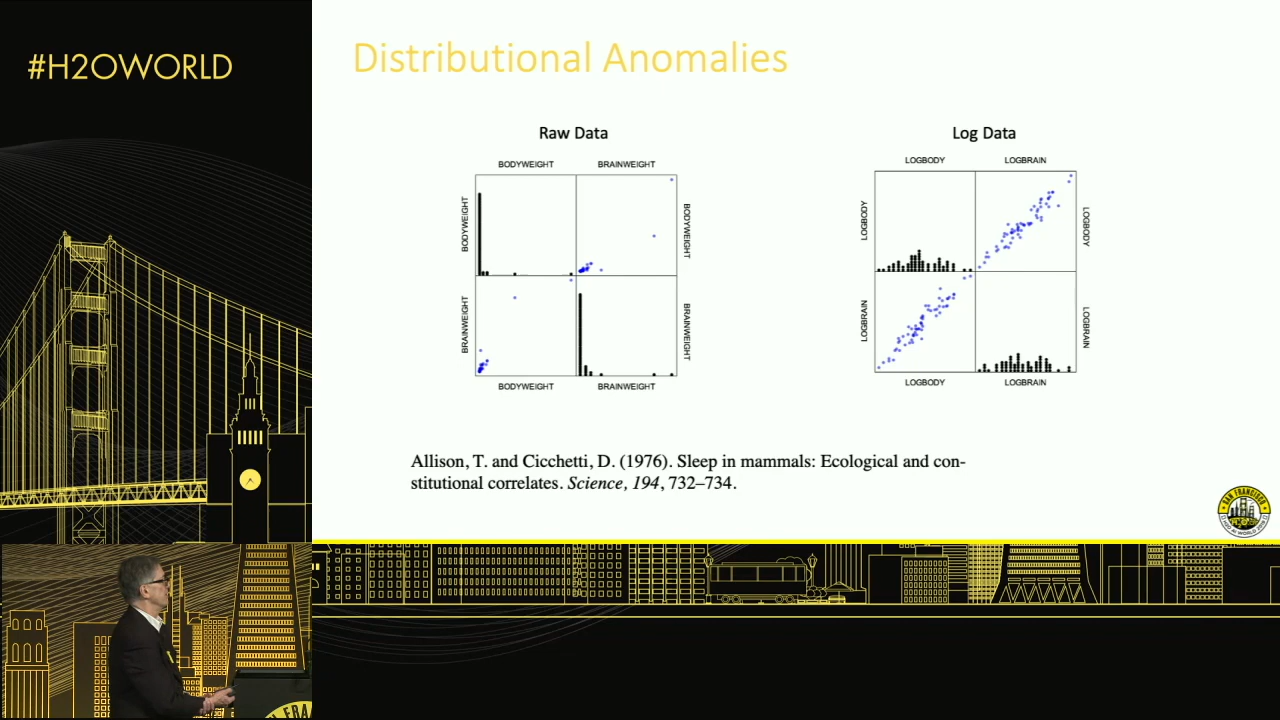 #H2OWORLD
Distributional Anomalies
Raw Data
BODYWEIGHT BRAINWEIGHT
BODYWEIGHT
BODYWEIGHT
BRAINWEIGHT
BRAINWEIGHT
BODYWEIGHT BRAINWEIGHT
Log Data
LOGBODY LOGBRAIN
LOGBODY
LOGBODY
LOGBRAIN
LOGBRAIN
LOGBODY LOGBRAIN
Allison, T. and Cicchetti, D. (1976). Sleep in mammals: Ecological and con-
stitutional correlates. Science, 194, 732–734.
SAN FRANCISCO